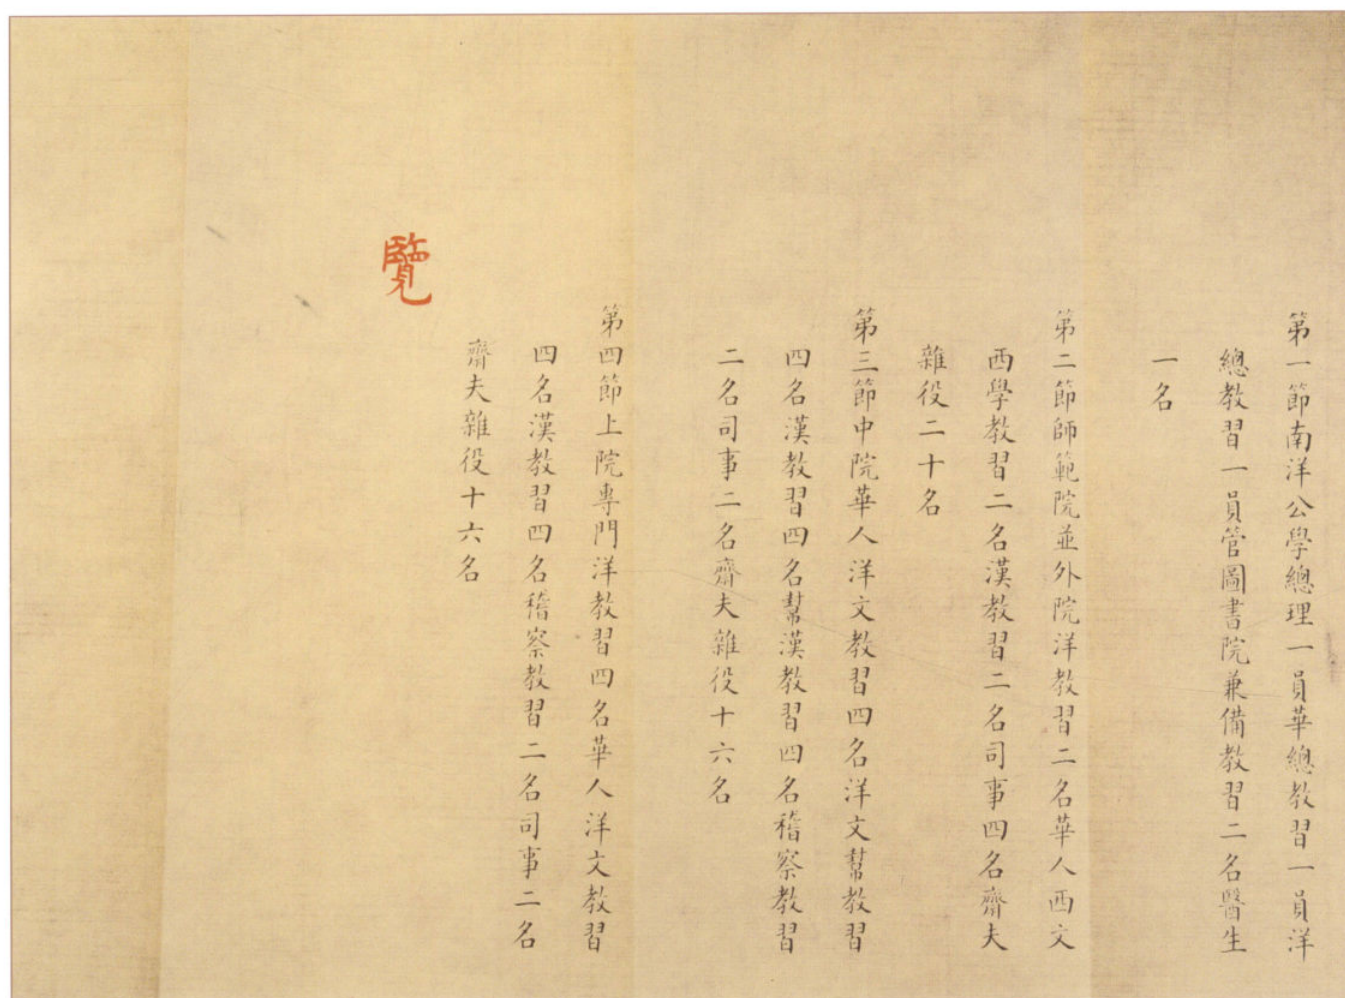 第一節南洋公學總理一員華總教習一員洋
總教習一員管圖書院兼備教習二名醫生
一名
第二節師範院並外院洋教習二名華人西文
西學教習二名漢教習二名司事四名齋夫
雜役二十名
第三節中院華人洋文教習四名洋文幫教習
四名漢教習四名幫漢教習四名稽察教習
二名司事二名齋夫雜役十六名
第四節上院專門洋教習四名華人洋文教習
四名漢教習四名稽察教習二名司事二名
齋夫雜役十六名
覽